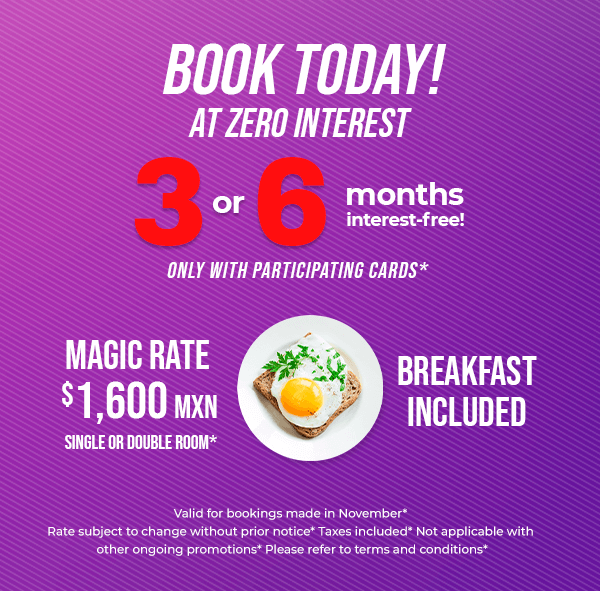 BOOK TODAY!
AT ZERO INTEREST
3 or 6 months
interest-free!
ONLY WITH PARTICIPATING CARDS*
MAGIC RATE
$1,600 MXN
SINGLE OR DOUBLE ROOM*
BREAKFAST
INCLUDED
Valid for bookings made in November*
Rate subject to change without prior notice* Taxes included* Not applicable with
other ongoing promotions* Please refer to terms and conditions*